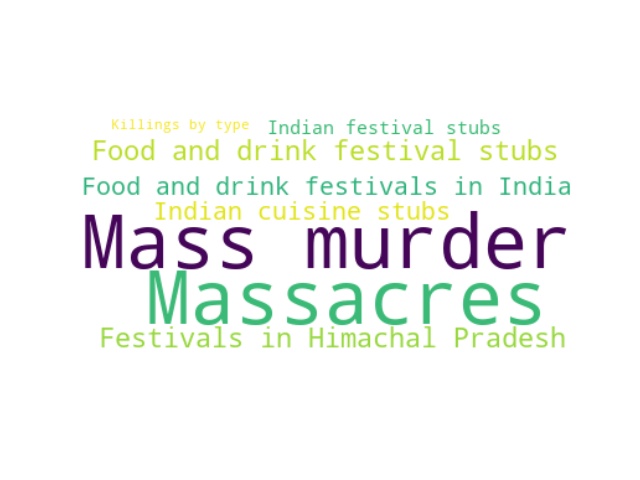 Killings by type
Indian festival stubs
Food and drink festival stubs
Food and drink festivals in India
Indian cuisine stubs
Mass murder
Massacres
Festivals in Himachal Pradesh